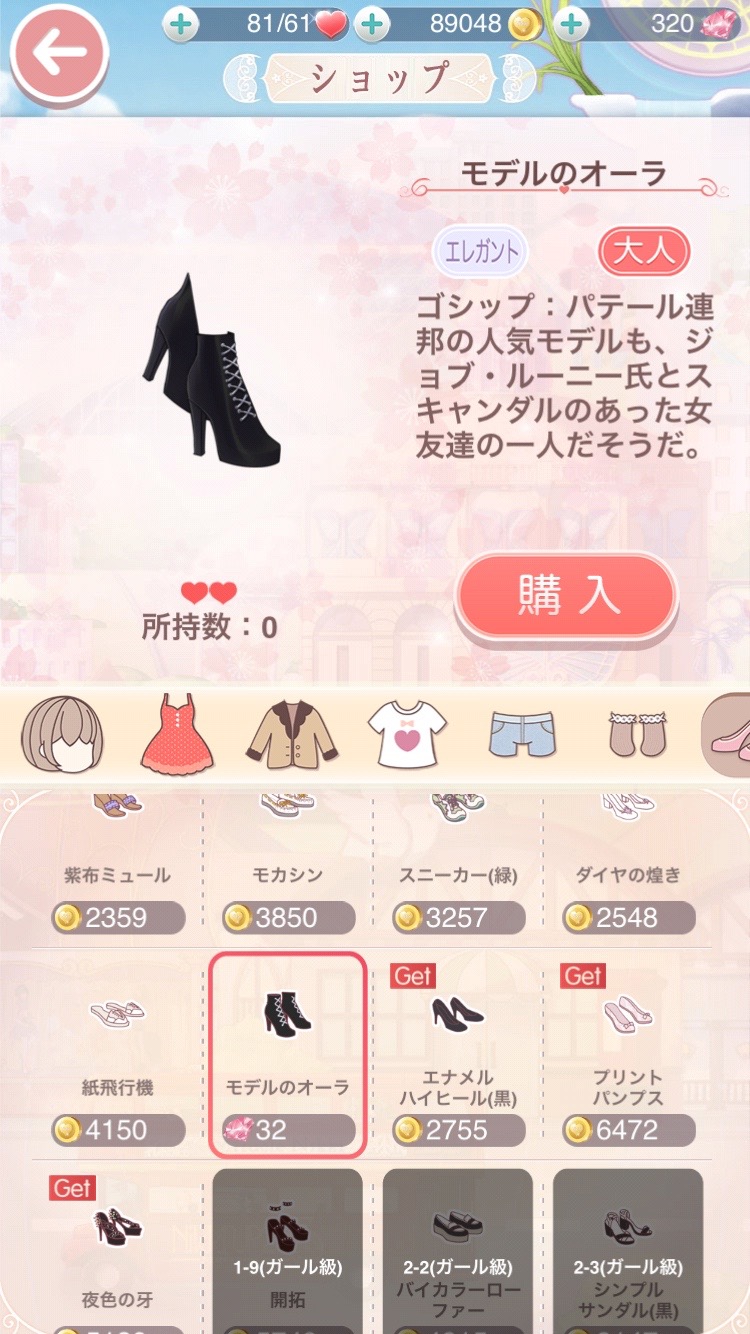 81/61
89048
320
ショップ
モデルのオーラ
エレガント
大人
ゴシップ：パテール連
邦の人気モデルも、ジ
ョブ・ルーニー氏とス
キャンダルのあった女
友達の一人だそうだ。
所持数：0
購入
紫布ミュール
モカシン
スニーカー(緑)
ダイヤの煌き
2359
3850
3257
2548
Get
Get
紙飛行機
モデルのオーラ
エナメル
ハイヒール(黒)
プリント
パンプス
4150
32
2755
6472
Get
夜色の牙
1-9(ガール級)
開拓
2-2(ガール級)
バイカラーロー
ファー
2-3(ガール級)
シンプル
サンダル(黒)